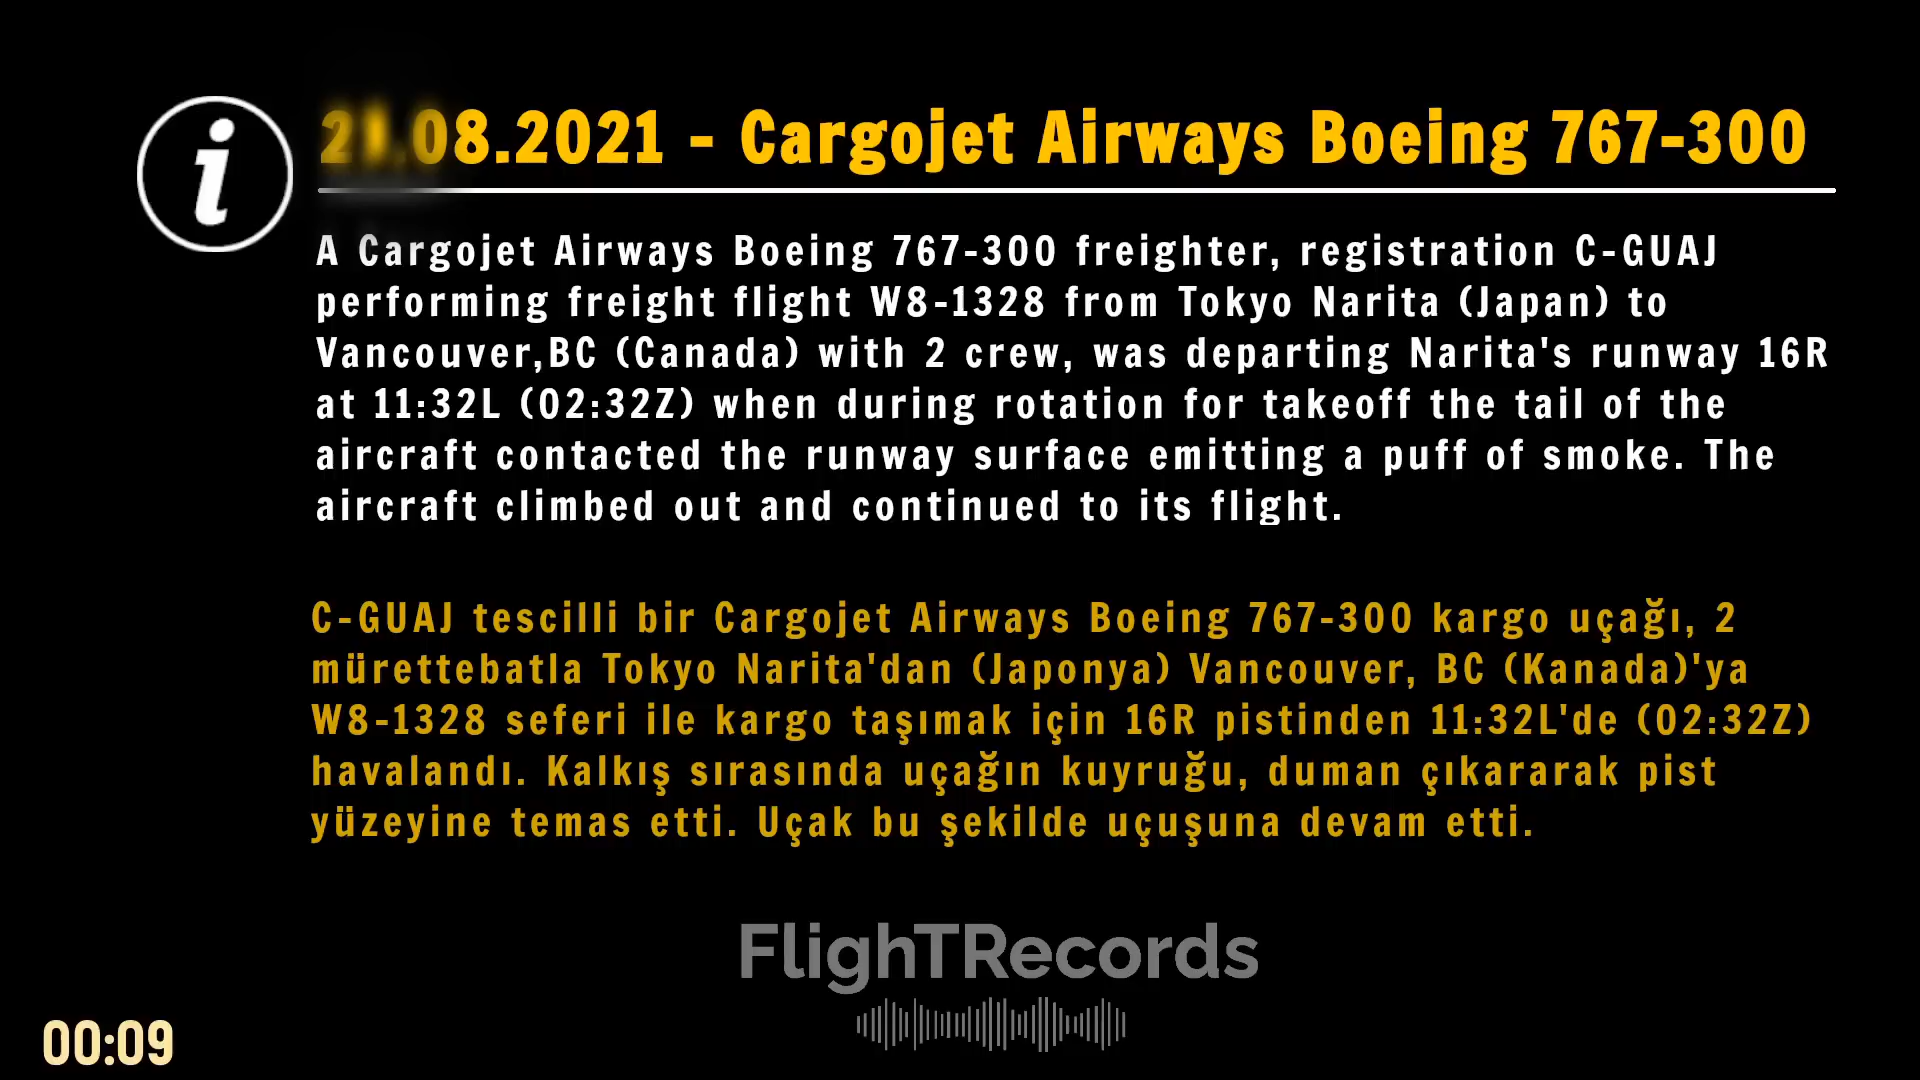 i
21.08.2021 - Cargojet Airways Boeing 767-300
A Cargojet Airways Boeing 767-300 freighter, registration C-GUAJ
performing freight flight W8-1328 from Tokyo Narita (Japan) to
Vancouver,BC (Canada) with 2 crew, was departing Narita's runway 16R
at 11:32L (02:32Z) when during rotation for takeoff the tail of the
aircraft contacted the runway surface emitting a puff of smoke. The
aircraft climbed out and continued to its flight.
C-GUAJ tescilli bir Cargojet Airways Boeing 767-300 kargo uçağı, 2
mürettebatla Tokyo Narita'dan (Japonya) Vancouver, BC (Kanada)'ya
W8-1328 seferi ile kargo taşımak için 16R pistinden 11:32L'de (02:32Z)
havalandı. Kalkış sırasında uçağın kuyruğu, duman çıkararak pist
yüzeyine temas etti. Uçak bu şekilde uçuşuna devam etti.
FlighTRecords
00:09